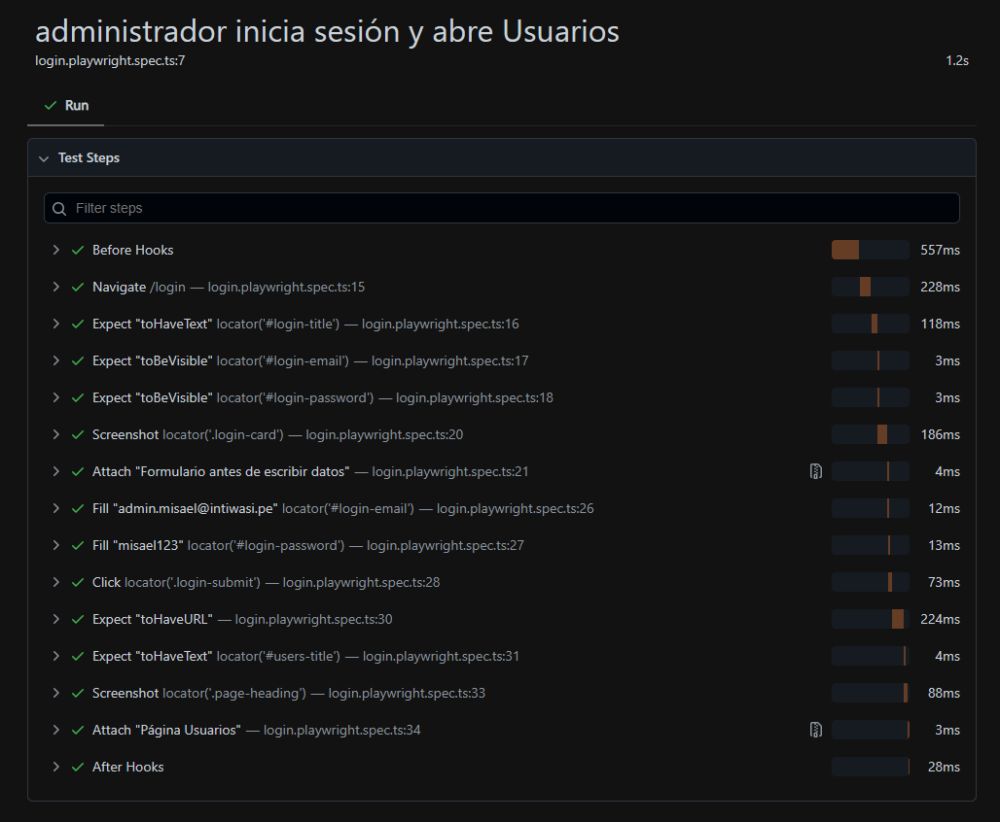 administrador inicia sesión y abre Usuarios
login.playwright.spec.ts:7 1.2s
Run
Test Steps
Filter steps
Before Hooks 557ms
Navigate /login — login.playwright.spec.ts:15 228ms
Expect "toHaveText" locator('#login-title') — login.playwright.spec.ts:16 118ms
Expect "toBeVisible" locator('#login-email') — login.playwright.spec.ts:17 3ms
Expect "toBeVisible" locator('#login-password') — login.playwright.spec.ts:18 3ms
Screenshot locator('.login-card') — login.playwright.spec.ts:20 186ms
Attach "Formulario antes de escribir datos" — login.playwright.spec.ts:21 4ms
Fill "admin.misael@intiwasi.pe" locator('#login-email') — login.playwright.spec.ts:26 12ms
Fill "misael123" locator('#login-password') — login.playwright.spec.ts:27 13ms
Click locator('.login-submit') — login.playwright.spec.ts:28 73ms
Expect "toHaveURL" — login.playwright.spec.ts:30 224ms
Expect "toHaveText" locator('#users-title') — login.playwright.spec.ts:31 4ms
Screenshot locator('.page-heading') — login.playwright.spec.ts:33 88ms
Attach "Página Usuarios" — login.playwright.spec.ts:34 3ms
After Hooks 28ms